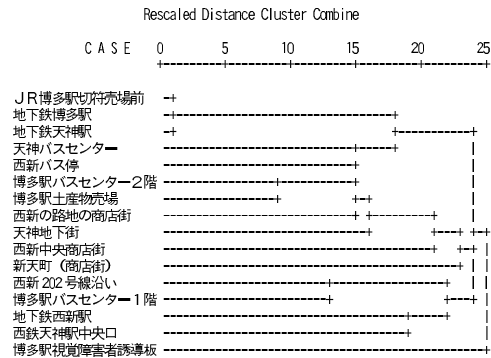 Rescaled Distance Cluster Combine
CASE 0 5 10 15 20 25
JR博多駅切符売場前
地下鉄博多駅
地下鉄天神駅
天神バスセンター
西新バス停
博多駅バスセンター2階
博多駅土産物売場
西新の路地の商店街
天神地下街
西新中央商店街
新天町(商店街)
西新202号線沿い
博多駅バスセンター1階
地下鉄西新駅
西鉄天神駅中央口
博多駅視覚障害者誘導板